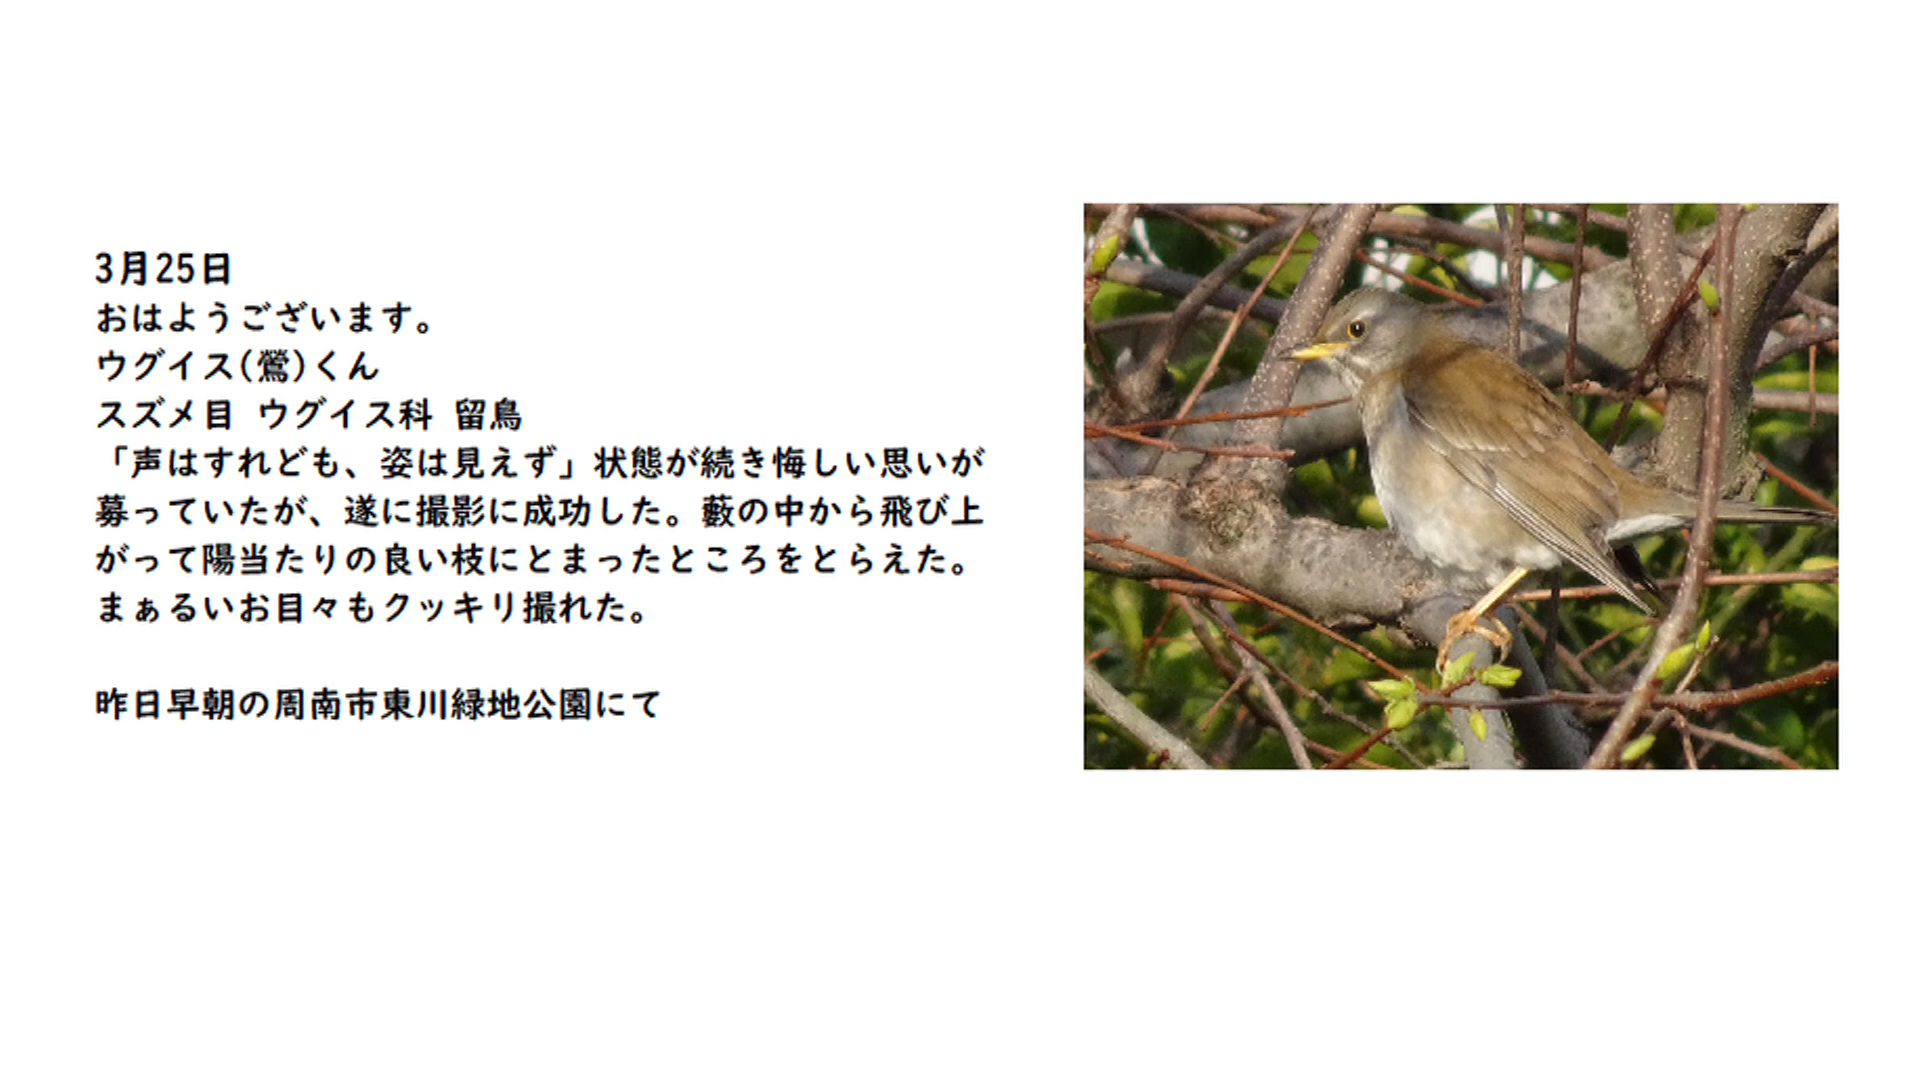 3月25日
おはようございます。
ウグイス(鶯)くん
スズメ目 ウグイス科 留鳥
「声はすれども、姿は見えず」状態が続き悔しい思いが
募っていたが、遂に撮影に成功した。藪の中から飛び上
がって陽当たりの良い枝にとまったところをとらえた。
まぁるいお目々もクッキリ撮れた。
昨日早朝の周南市東川緑地公園にて